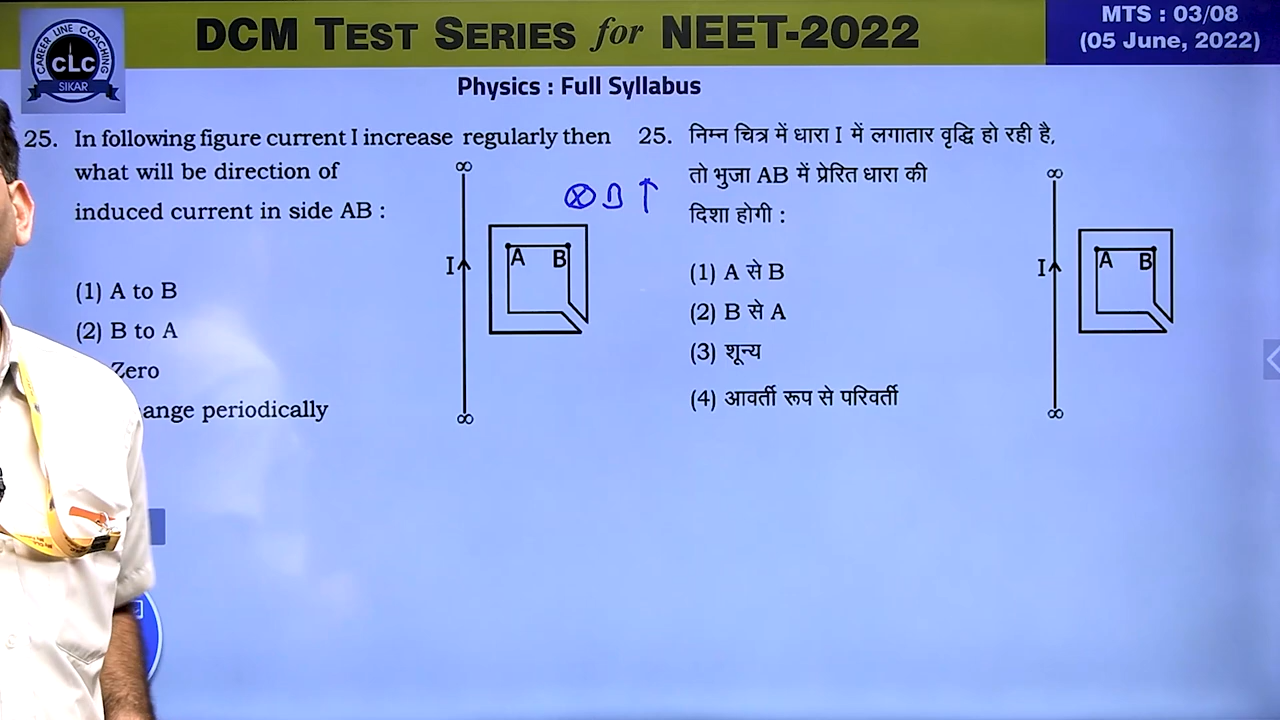 DCM TEST SERIES for NEET-2022
MTS : 03/08
(05 June, 2022)
CAREER LINE COACHING
CLC
SIKAR
Physics : Full Syllabus
25. In following figure current I increase regularly then
what will be direction of
induced current in side AB :
(1) A to B
(2) B to A
Zero
periodically
∞
I
A B
∞
⊗ B ↑
25. निम्न चित्र में धारा I में लगातार वृद्धि हो रही है,
तो भुजा AB में प्रेरित धारा की
दिशा होगी :
(1) A से B
(2) B से A
(3) शून्य
(4) आवर्ती रूप से परिवर्ती
∞
I
A B
∞